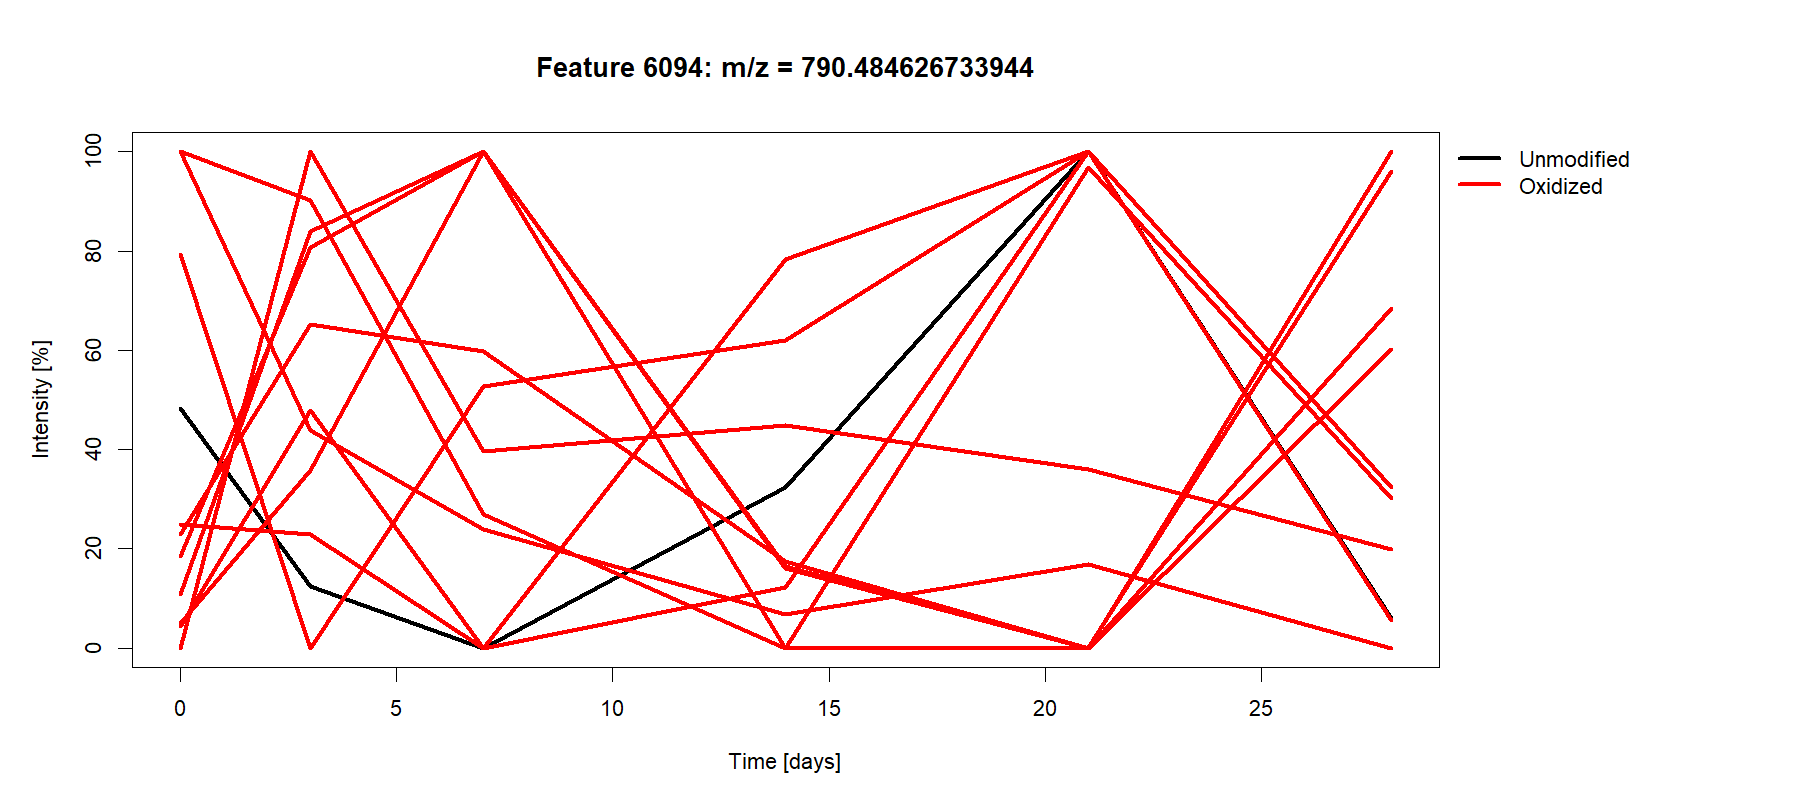 Feature 6094: m/z = 790.484626733944
Unmodified
Oxidized
Intensity [%]
100
80
60
40
20
0
0 5 10 15 20 25
Time [days]